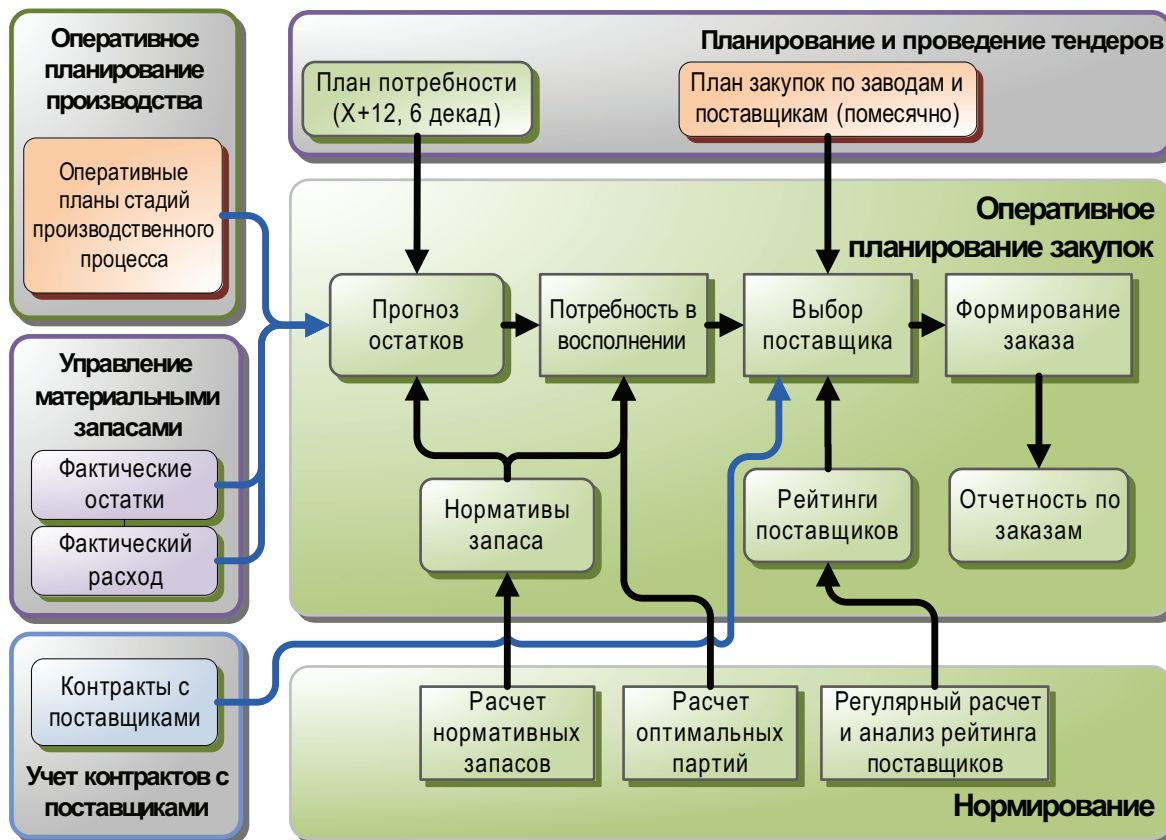 Оперативное
планирование
производства
Оперативные
планы стадий
производственного
процесса
Управление
материальными
запасами
Фактические
остатки
Фактический
расход
Контракты с
поставщиками
Учет контрактов с
поставщиками
Планирование и проведение тендеров
План потребности
(X+12, 6 декад)
План закупок по заводам и
поставщикам (помесячно)
Оперативное
планирование закупок
Прогноз
остатков
Потребность в
восполнении
Выбор
поставщика
Формирование
заказа
Нормативы
запаса
Рейтинги
поставщиков
Отчетность по
заказам
Расчет
нормативных
запасов
Расчет
оптимальных
партий
Регулярный расчет
и анализ рейтинга
поставщиков
Нормирование